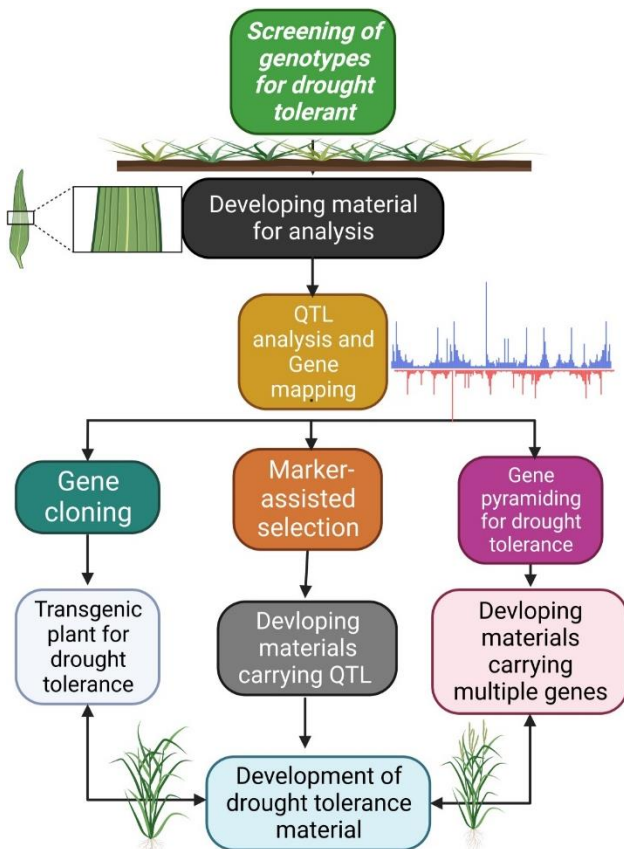 Screening of
genotypes
for drought
tolerant
Developing material
for analysis
QTL
analysis and
Gene
mapping
Gene
cloning
Marker-
assisted
selection
Gene
pyramiding
for drought
tolerance
Transgenic
plant for
drought
tolerance
Devloping
materials
carrying QTL
Devloping
materials
carrying
multiple genes
Development of
drought tolerance
material